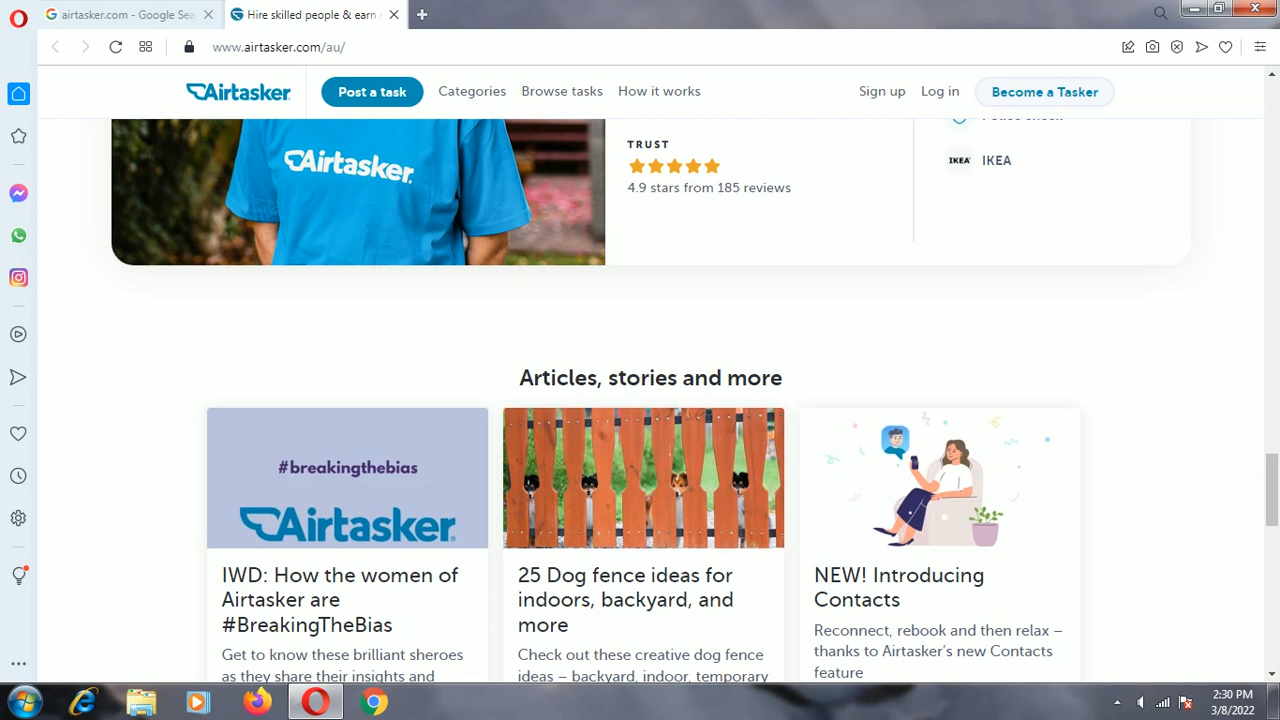 airtasker.com - Google Sea
Hire skilled people & earn
www.airtasker.com/au/
Airtasker
Post a task
Categories
Browse tasks
How it works
Sign up
Log in
Become a Tasker
Airtasker.
TRUST
4.9 stars from 185 reviews
IKEA
IKEA
Articles, stories and more
#breakingthebias
Airtasker.
IWD: How the women of
Airtasker are
#BreakingTheBias
Get to know these brilliant sheroes
as they share their insights and
25 Dog fence ideas for
indoors, backyard, and
more
Check out these creative dog fence
ideas – backyard, indoor, temporary
NEW! Introducing
Contacts
Reconnect, rebook and then relax –
thanks to Airtasker's new Contacts
feature
2:30 PM
3/8/2022